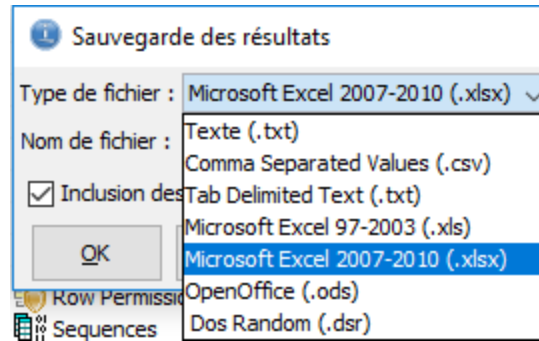 Sauvegarde des résultats
Type de fichier : Microsoft Excel 2007-2010 (.xlsx)
Nom de fichier :
Texte (.txt)
Comma Separated Values (.csv)
Inclusion des
Tab Delimited Text (.txt)
Microsoft Excel 97-2003 (.xls)
OK
Microsoft Excel 2007-2010 (.xlsx)
Row Permissio
OpenOffice (.ods)
Sequences
Dos Random (.dsr)